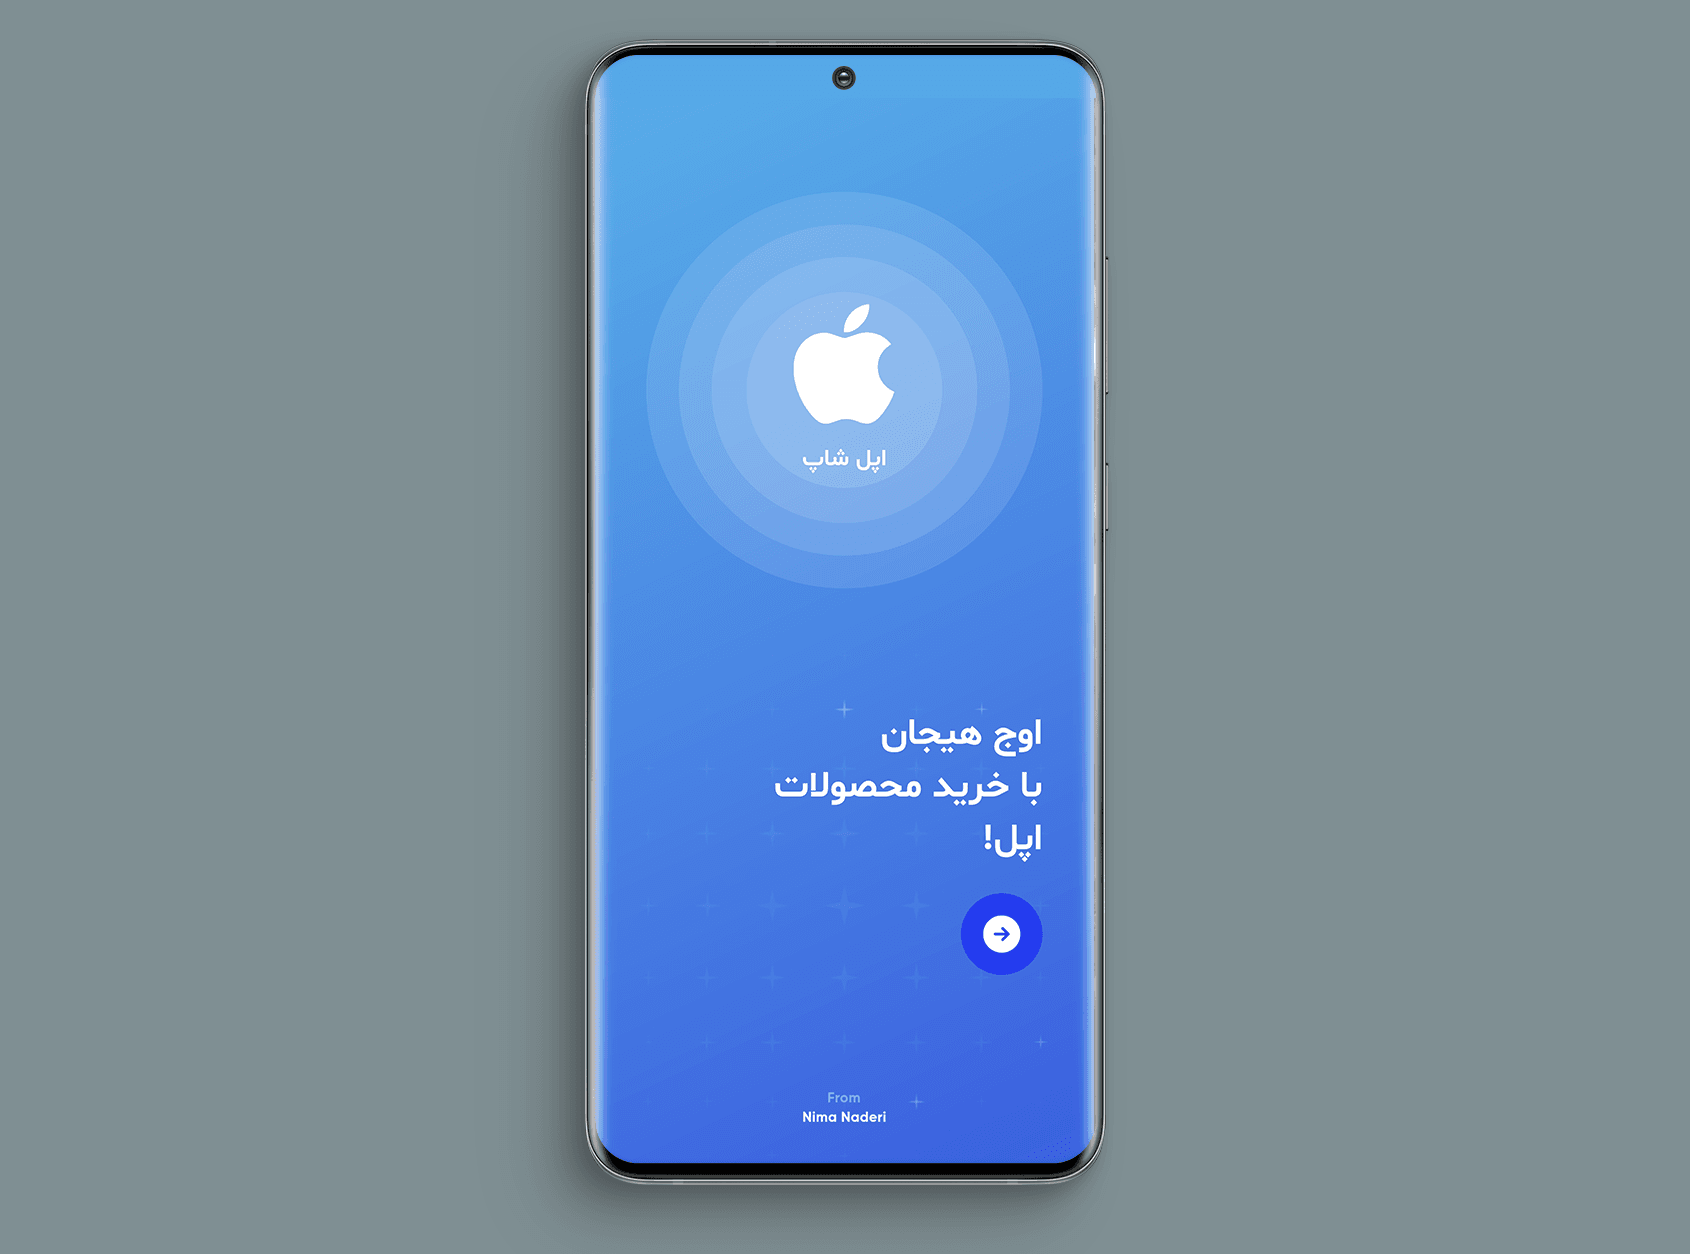 اپل شاپ
اوج هیجان
با خرید محصولات
اپل!
From
Nima Naderi